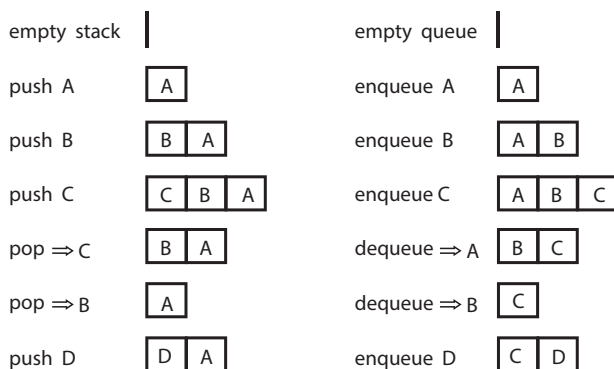 empty stack empty queue
push A A enqueue A A
push B B A enqueue B A B
push C C B A enqueue C A B C
pop ⇒ C B A dequeue ⇒ A B C
pop ⇒ B A dequeue ⇒ B C
push D D A enqueue D C D